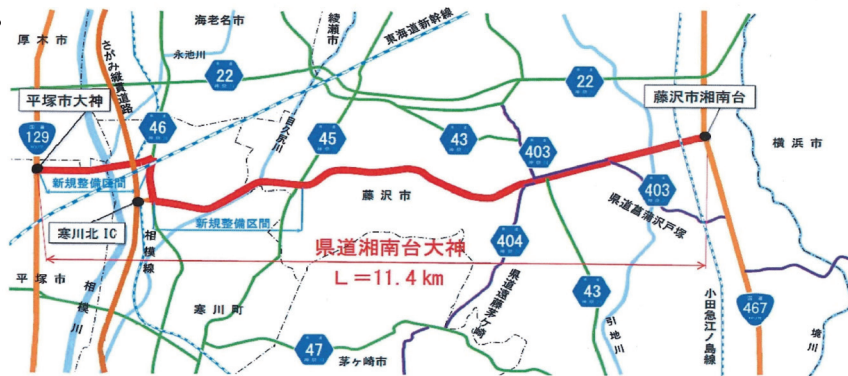 海老名市
綾瀬市
東海道新幹線
厚木市
さがみ縦貫道路
永池川
22
22
平塚市大神
目久尻川
藤沢市湘南台
129
46
45
43
403
横浜市
新規整備区間
藤沢市
403
県道菖蒲沢戸塚
寒川北IC
相模線
新規整備区間
県道湘南台大神
404
L=11.4km
平塚市
相模川
寒川町
県道遠藤茅ヶ崎
43
引地川
小田急江ノ島線
467
境川
47
茅ヶ崎市